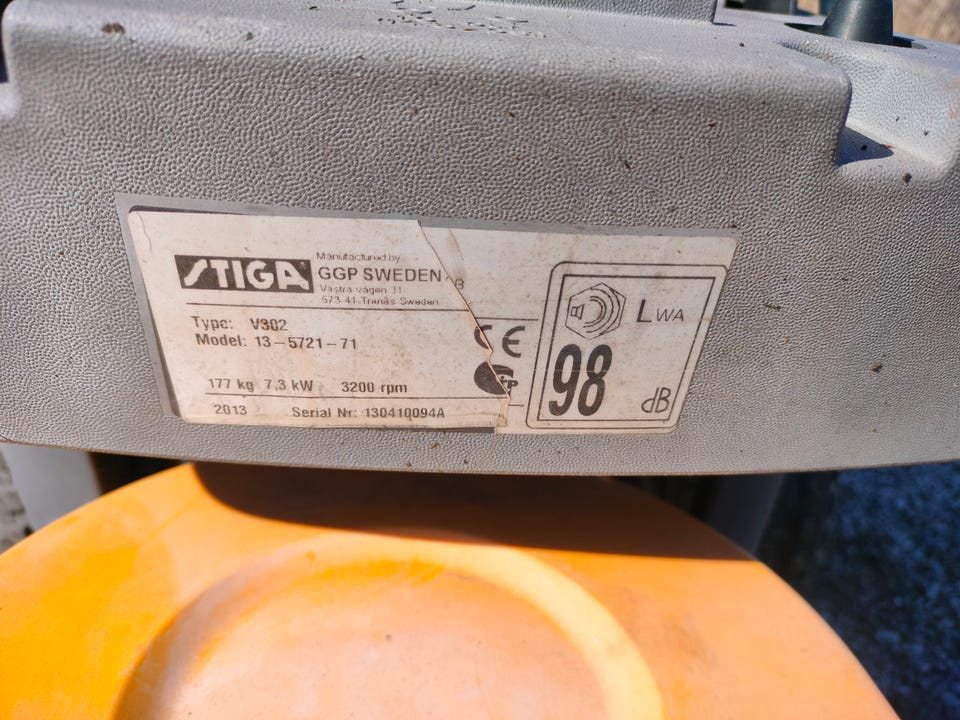 STIGA
Manufactured by
GGP SWEDEN AB
Västra vägen 31
573 41 Tranås Sweden
Type: V302
Model: 13-5721-71
177 kg 7,3 kW 3200 rpm
2013 Serial Nr: 130410094A
CE
LWA
98
dB